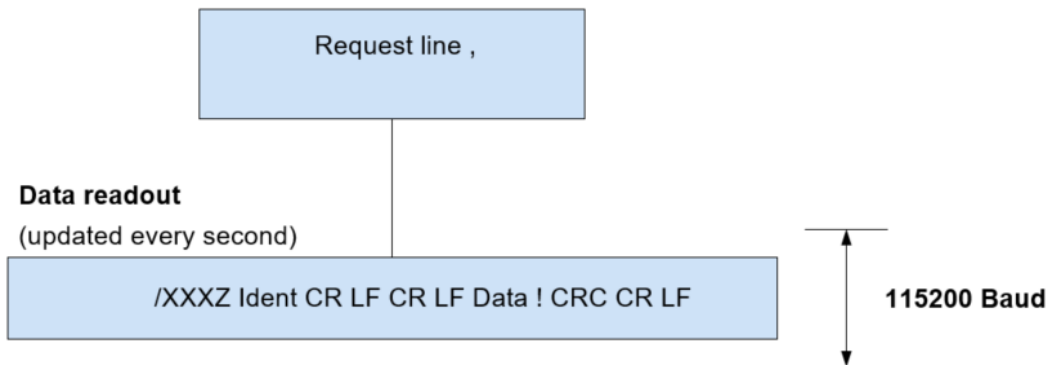 Request line ,
Data readout
(updated every second)
/XXXZ Ident CR LF CR LF Data ! CRC CR LF
115200 Baud